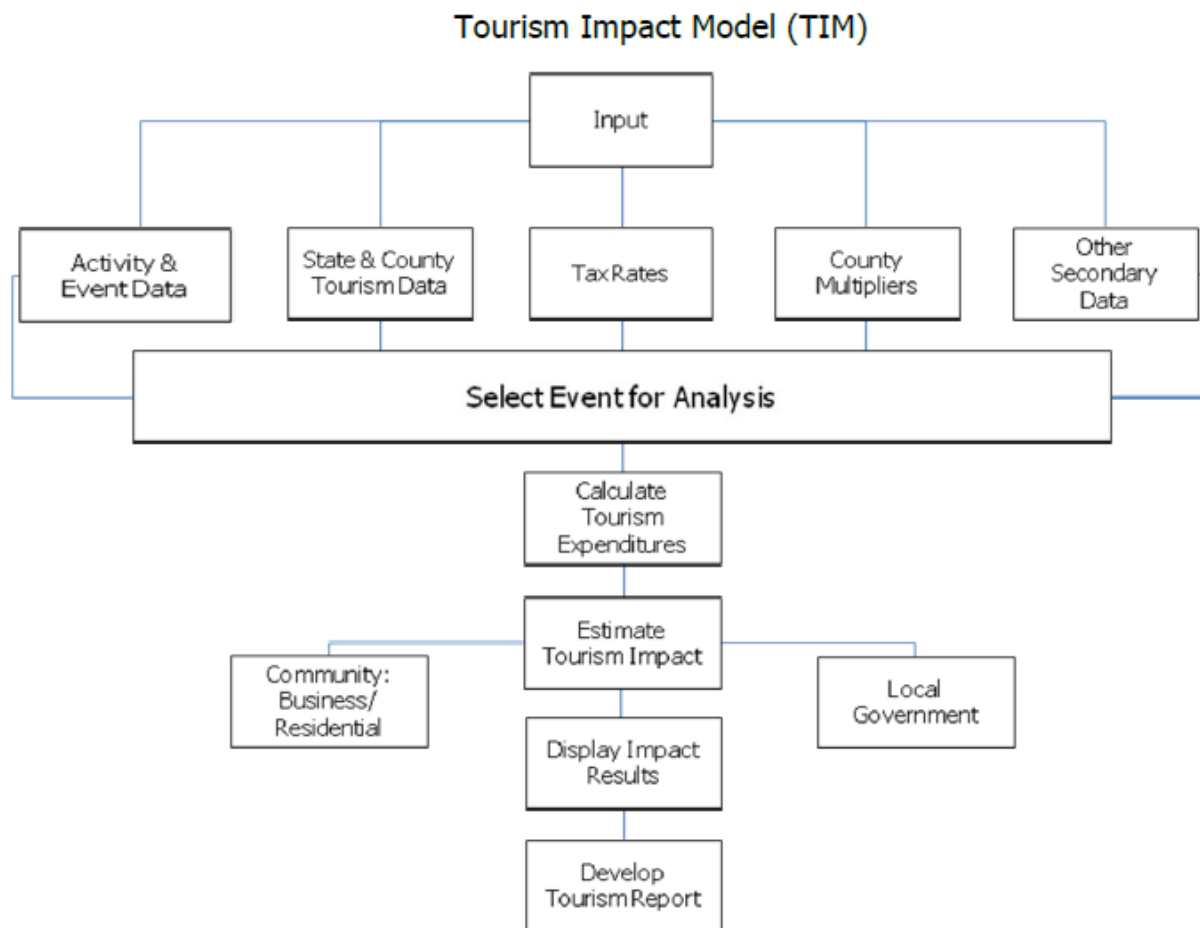 Tourism Impact Model (TIM)
Input
Activity &
Event Data
State & County
Tourism Data
Tax Rates
County
Multipliers
Other
Secondary
Data
Select Event for Analysis
Calculate
Tourism
Expenditures
Estimate
Tourism Impact
Community:
Business/
Residential
Local
Government
Display Impact
Results
Develop
Tourism Report